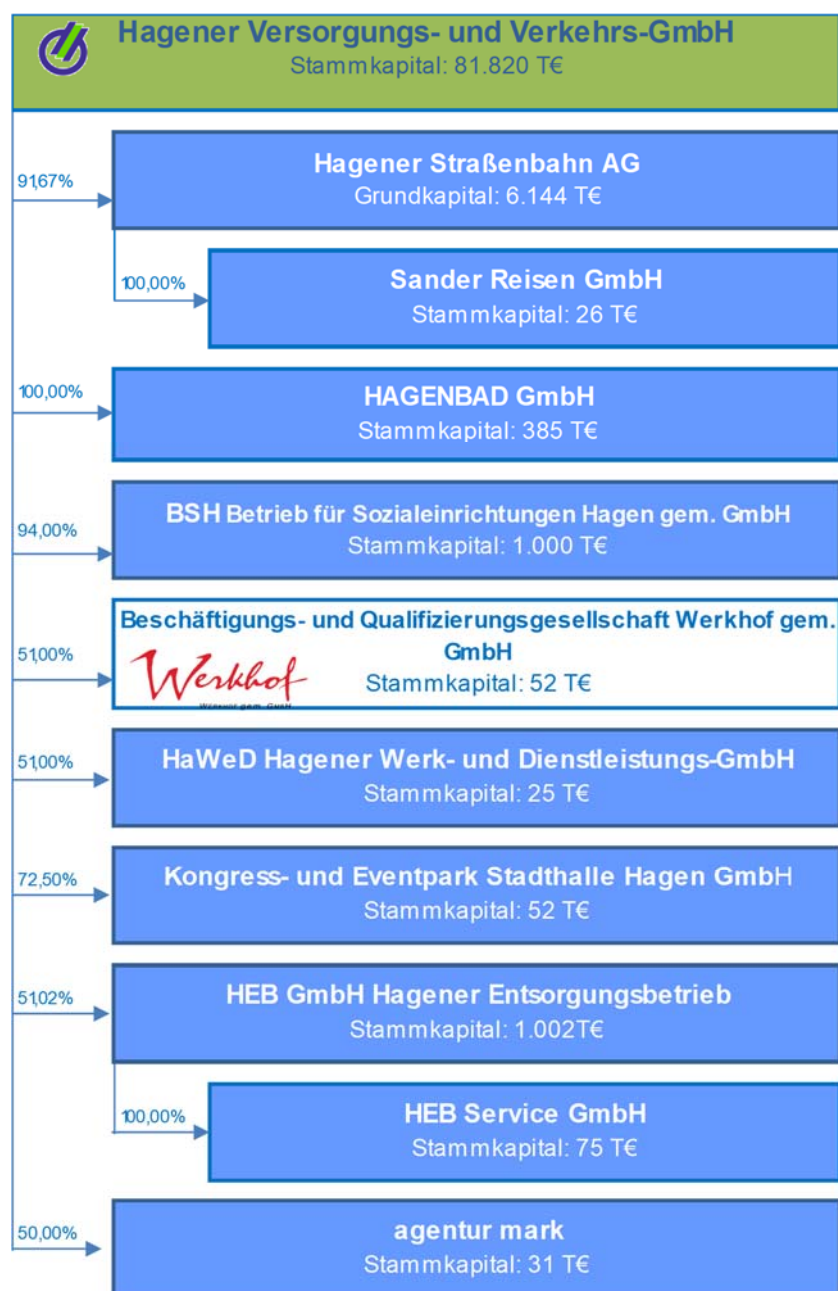 Hagener Versorgungs- und Verkehrs-GmbH
Stammkapital: 81.820 T€
91,67%
Hagener Straßenbahn AG
Grundkapital: 6.144 T€
100,00%
Sander Reisen GmbH
Stammkapital: 26 T€
100,00%
HAGENBAD GmbH
Stammkapital: 385 T€
94,00%
BSH Betrieb für Sozialeinrichtungen Hagen gem. GmbH
Stammkapital: 1.000 T€
51,00%
Beschäftigungs- und Qualifizierungsgesellschaft Werkhof gem.
GmbH
Werkhof
Werkhof gem. GmbH
Stammkapital: 52 T€
51,00%
HaWeD Hagener Werk- und Dienstleistungs-GmbH
Stammkapital: 25 T€
72,50%
Kongress- und Eventpark Stadthalle Hagen GmbH
Stammkapital: 52 T€
51,02%
HEB GmbH Hagener Entsorgungsbetrieb
Stammkapital: 1.002T€
100,00%
HEB Service GmbH
Stammkapital: 75 T€
50,00%
agentur mark
Stammkapital: 31 T€